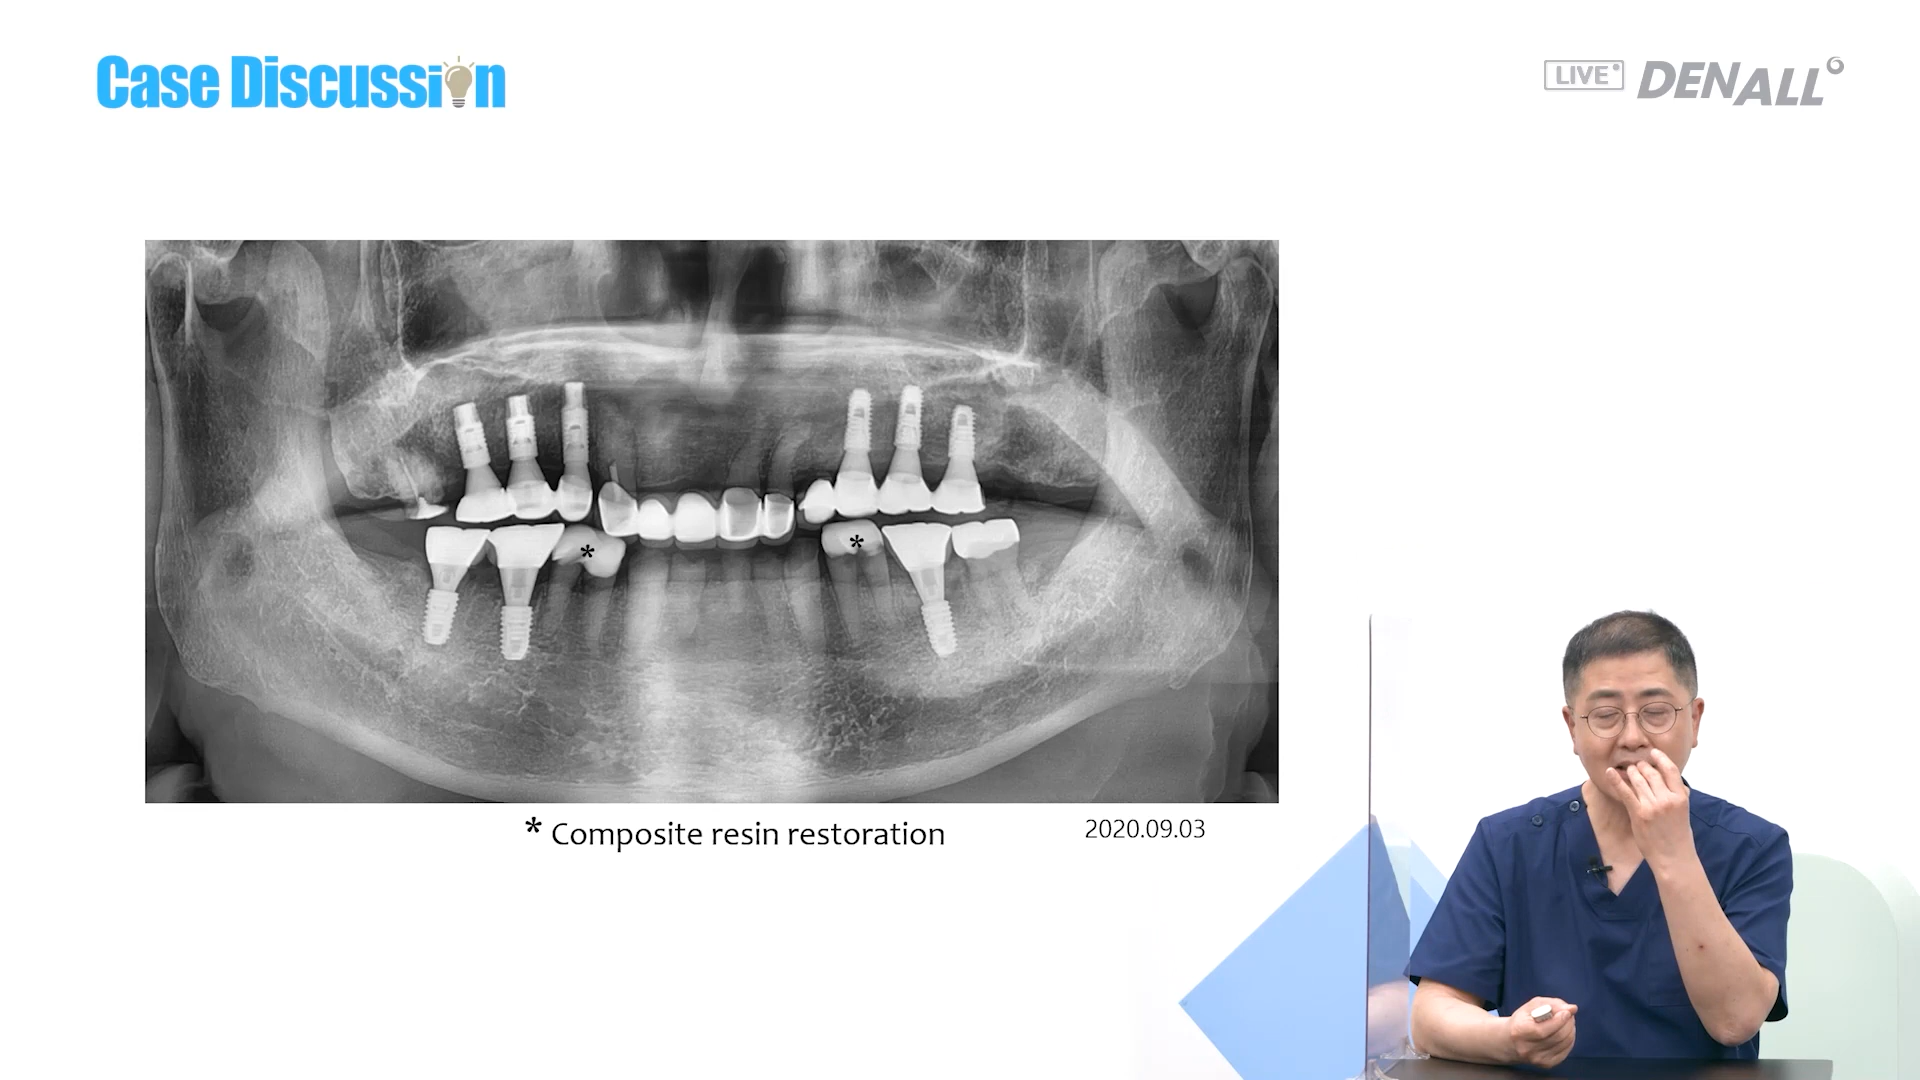 Case Discussion
LIVE
DENALL
*
*
* Composite resin restoration
2020.09.03